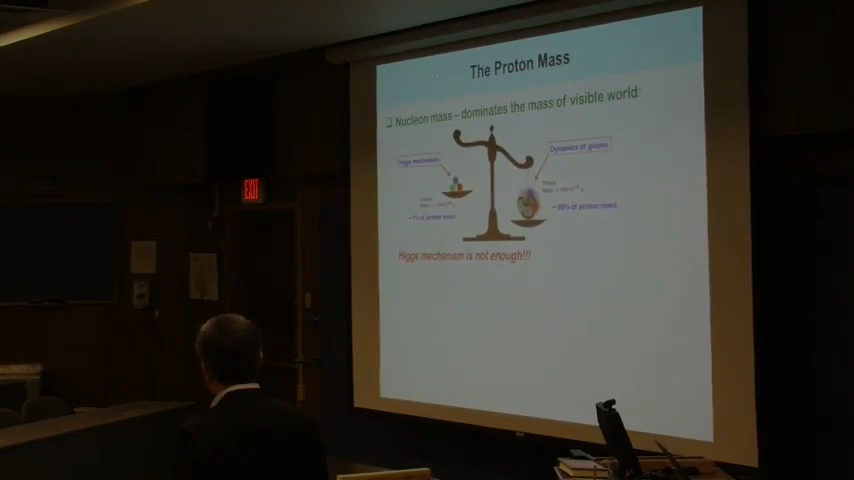 The Proton Mass
Nucleon mass – dominates the mass of visible world:
Higgs mechanism
Dynamics of gluons
~ 1% of proton mass
~ 99% of proton mass
Higgs mechanism is not enough!!!
EXIT